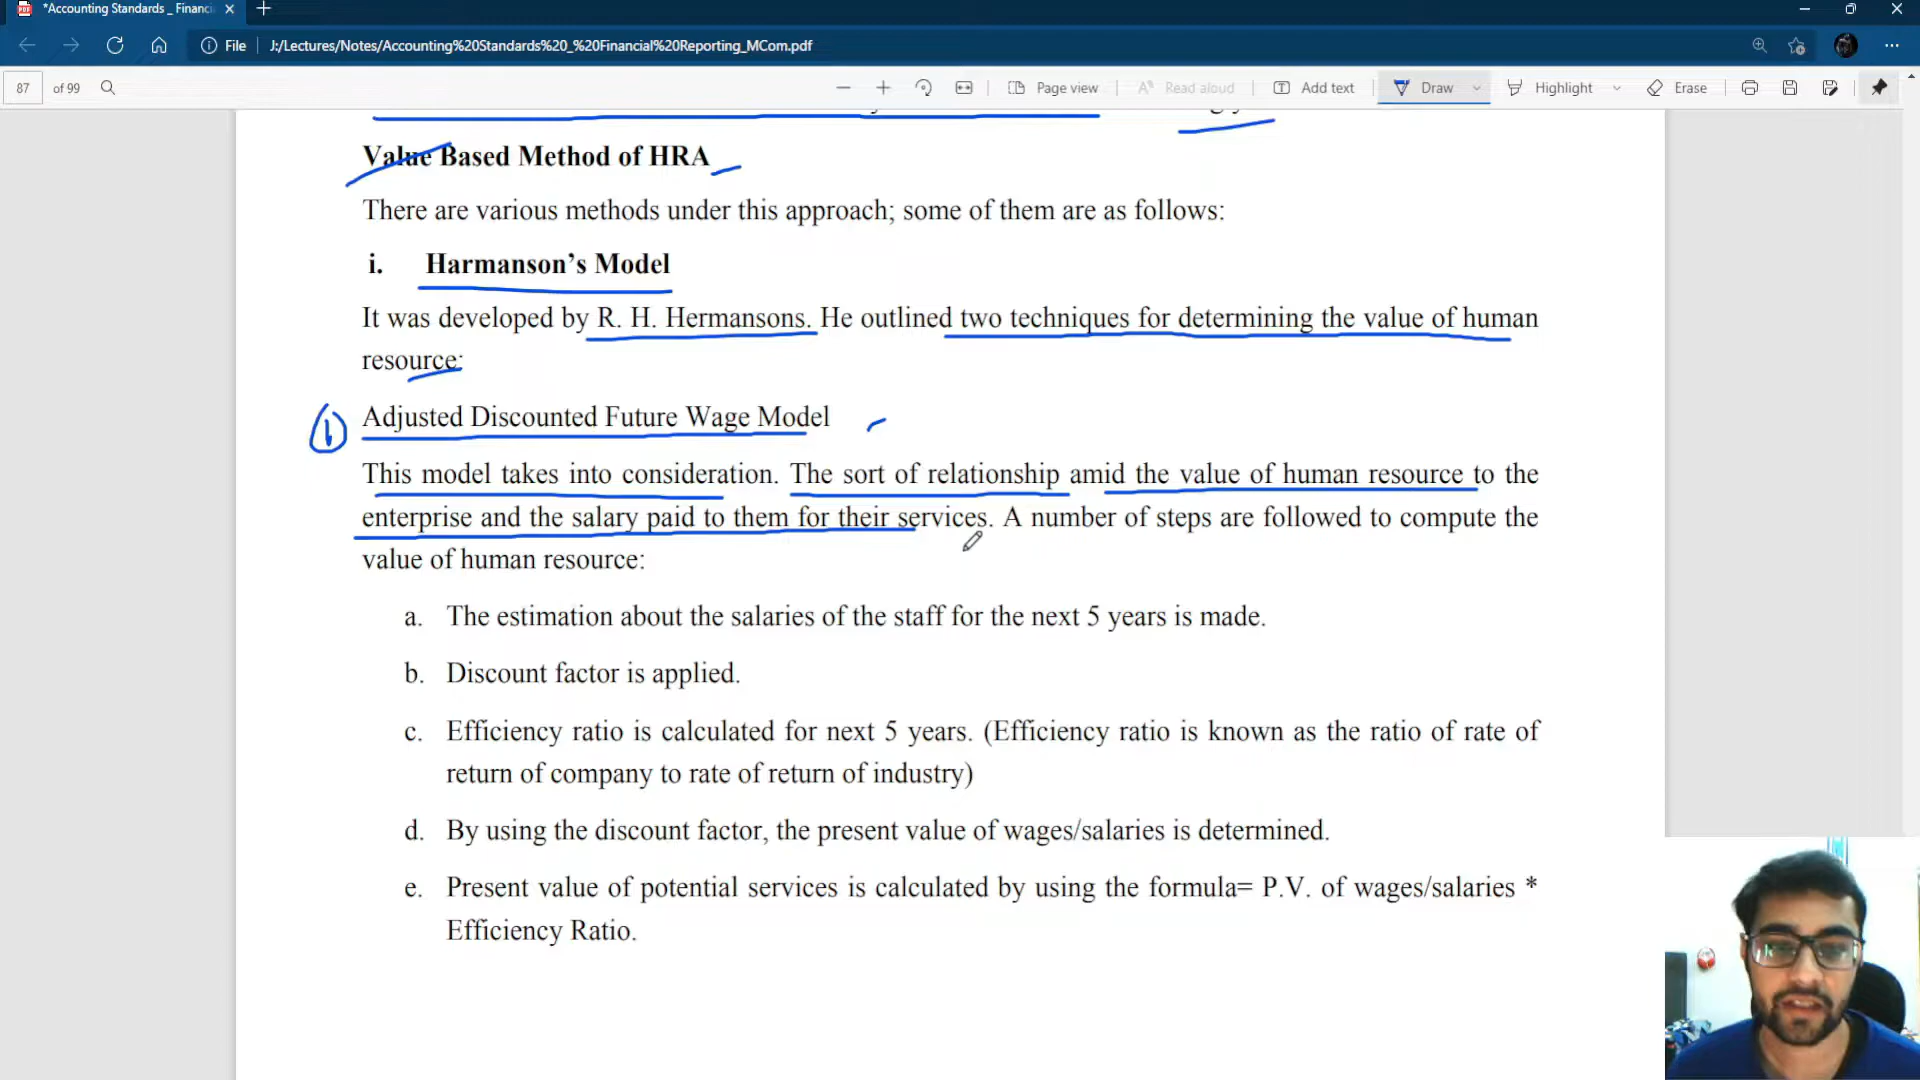 *Accounting Standards _ Financi
File J:/Lectures/Notes/Accounting%20Standards%20_%20Financial%20Reporting_MCom.pdf
87 of 99 Page view Read aloud Add text Draw Highlight Erase
Value Based Method of HRA
There are various methods under this approach; some of them are as follows:
i. Harmanson's Model
It was developed by R. H. Hermansons. He outlined two techniques for determining the value of human
resource:
1 Adjusted Discounted Future Wage Model
This model takes into consideration. The sort of relationship amid the value of human resource to the
enterprise and the salary paid to them for their services. A number of steps are followed to compute the
value of human resource:
a. The estimation about the salaries of the staff for the next 5 years is made.
b. Discount factor is applied.
c. Efficiency ratio is calculated for next 5 years. (Efficiency ratio is known as the ratio of rate of
return of company to rate of return of industry)
d. By using the discount factor, the present value of wages/salaries is determined.
e. Present value of potential services is calculated by using the formula= P.V. of wages/salaries *
Efficiency Ratio.